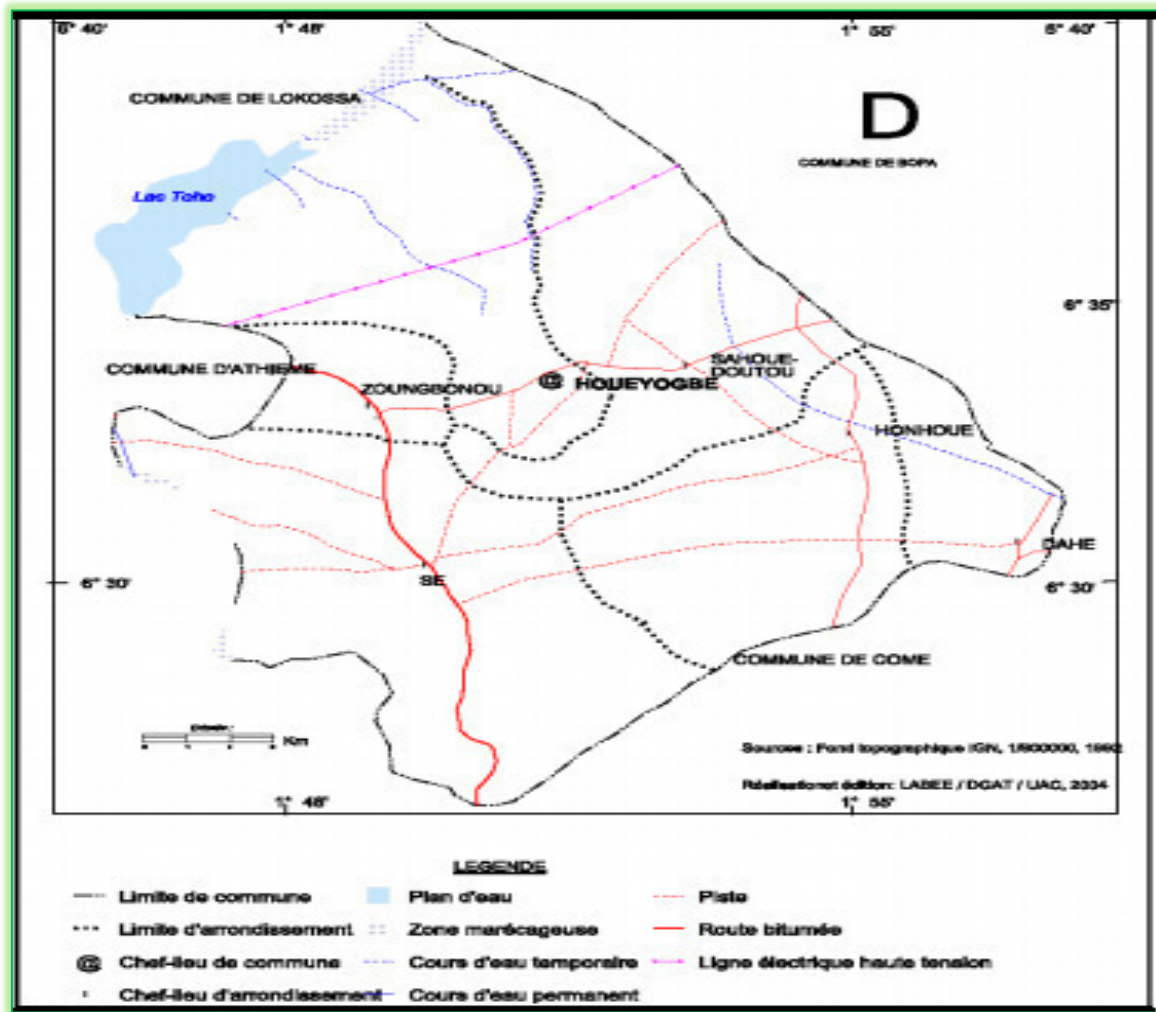 6° 40'
1° 48'
1° 55'
6° 40'
COMMUNE DE LOKOSSA
D
COMMUNE DE BOPA
Lac Toho
6° 35'
COMMUNE D'ATHIEME
ZOUNGBONOU
@ HOUEYOGBE
SAHOUE-
DOUTOU
HONHOUE
DAHE
SE
6° 30'
6° 30'
COMMUNE DE COME
Km
Sources : Fond topographique IGN,
Réalisation et édition: LABEE / DGAT / UAC, 2004
1° 48'
1° 55'
LEGENDE
Limite de commune
Plan d'eau
Piste
Limite d'arrondissement
Zone marécageuse
Route bitumée
@ Chef-lieu de commune
Cours d'eau temporaire
Ligne électrique haute tension
Chef-lieu d'arrondissement
Cours d'eau permanent